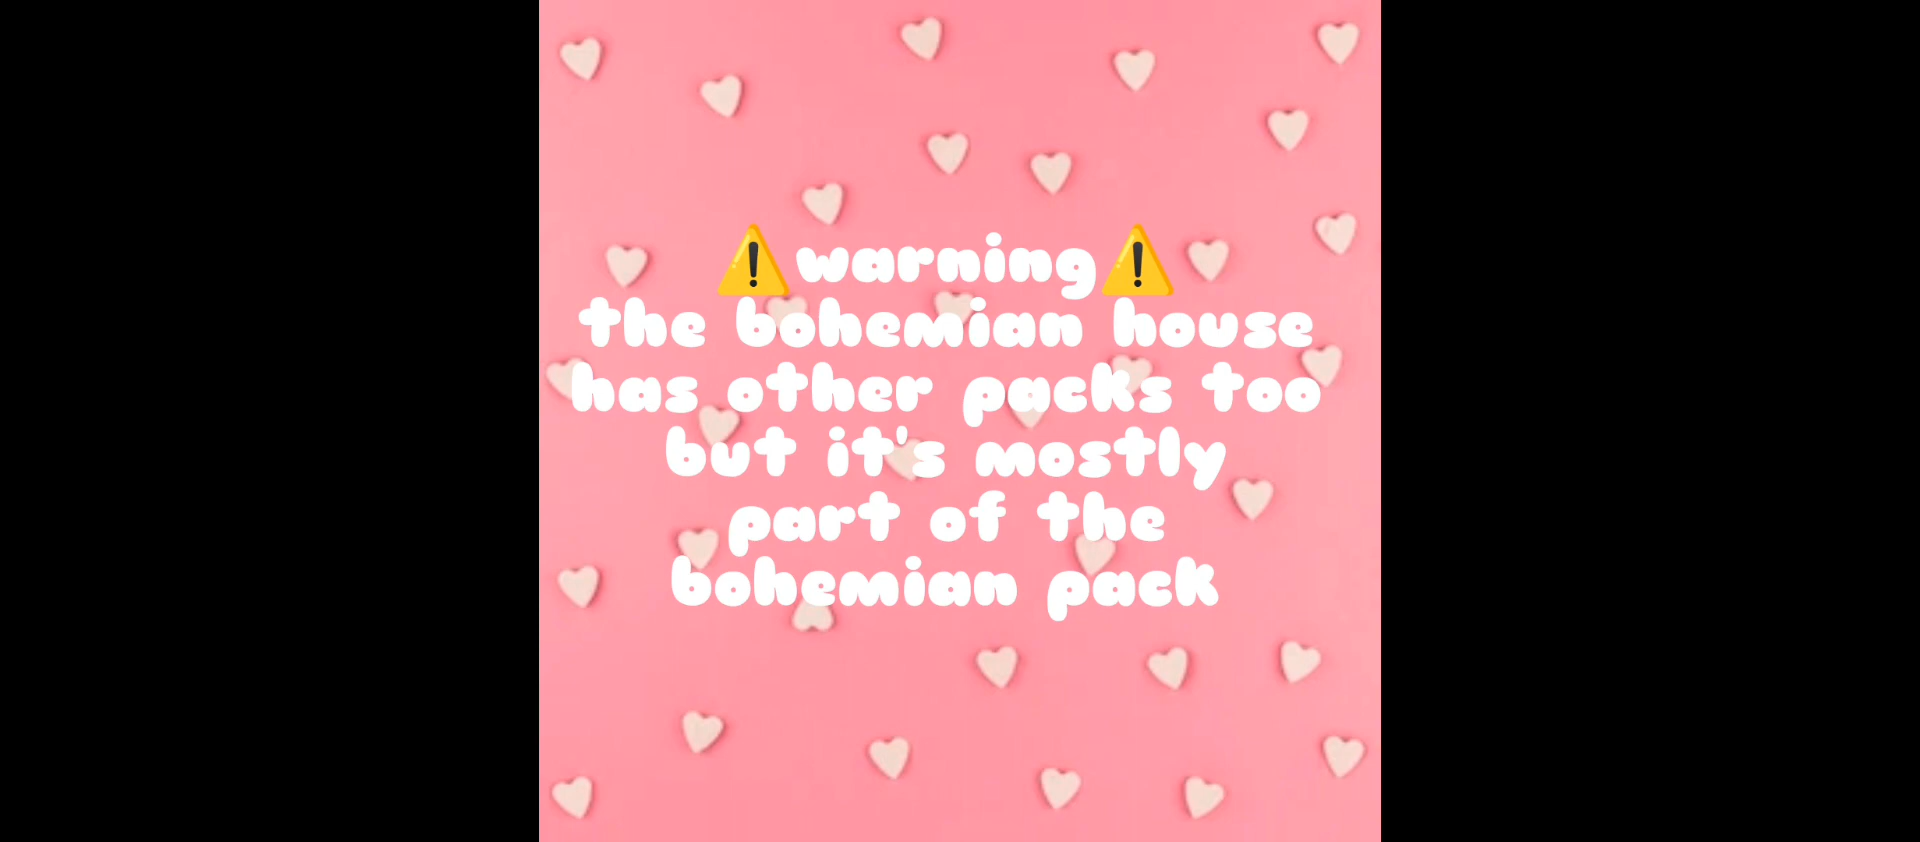 ⚠️warning⚠️
the bohemian house
has other packs too
but it's mostly
part of the
bohemian pack